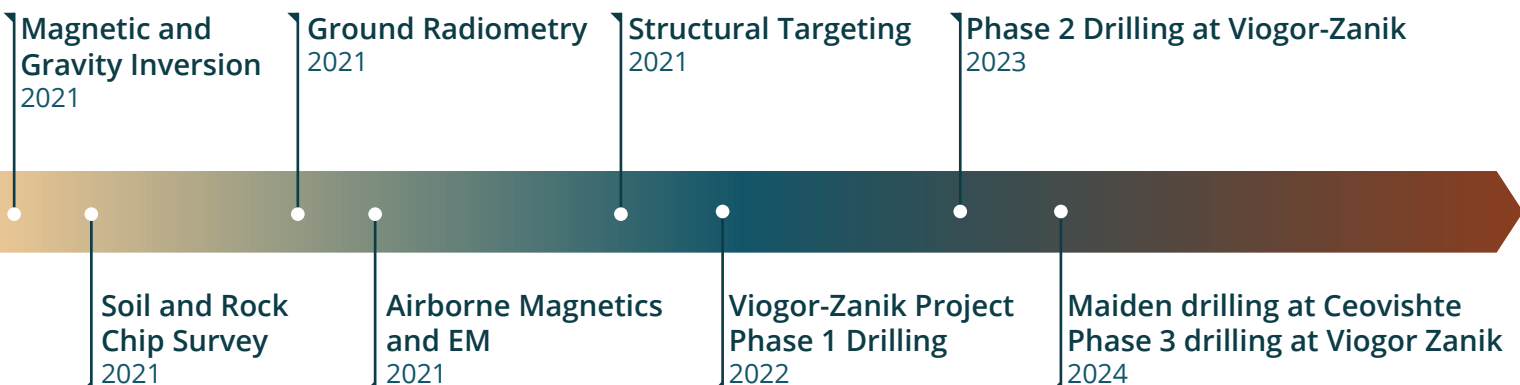 Magnetic and
Gravity Inversion
2021
Ground Radiometry
2021
Structural Targeting
2021
Phase 2 Drilling at Viogor-Zanik
2023
Soil and Rock
Chip Survey
2021
Airborne Magnetics
and EM
2021
Viogor-Zanik Project
Phase 1 Drilling
2022
Maiden drilling at Ceovishte
Phase 3 drilling at Viogor Zanik
2024